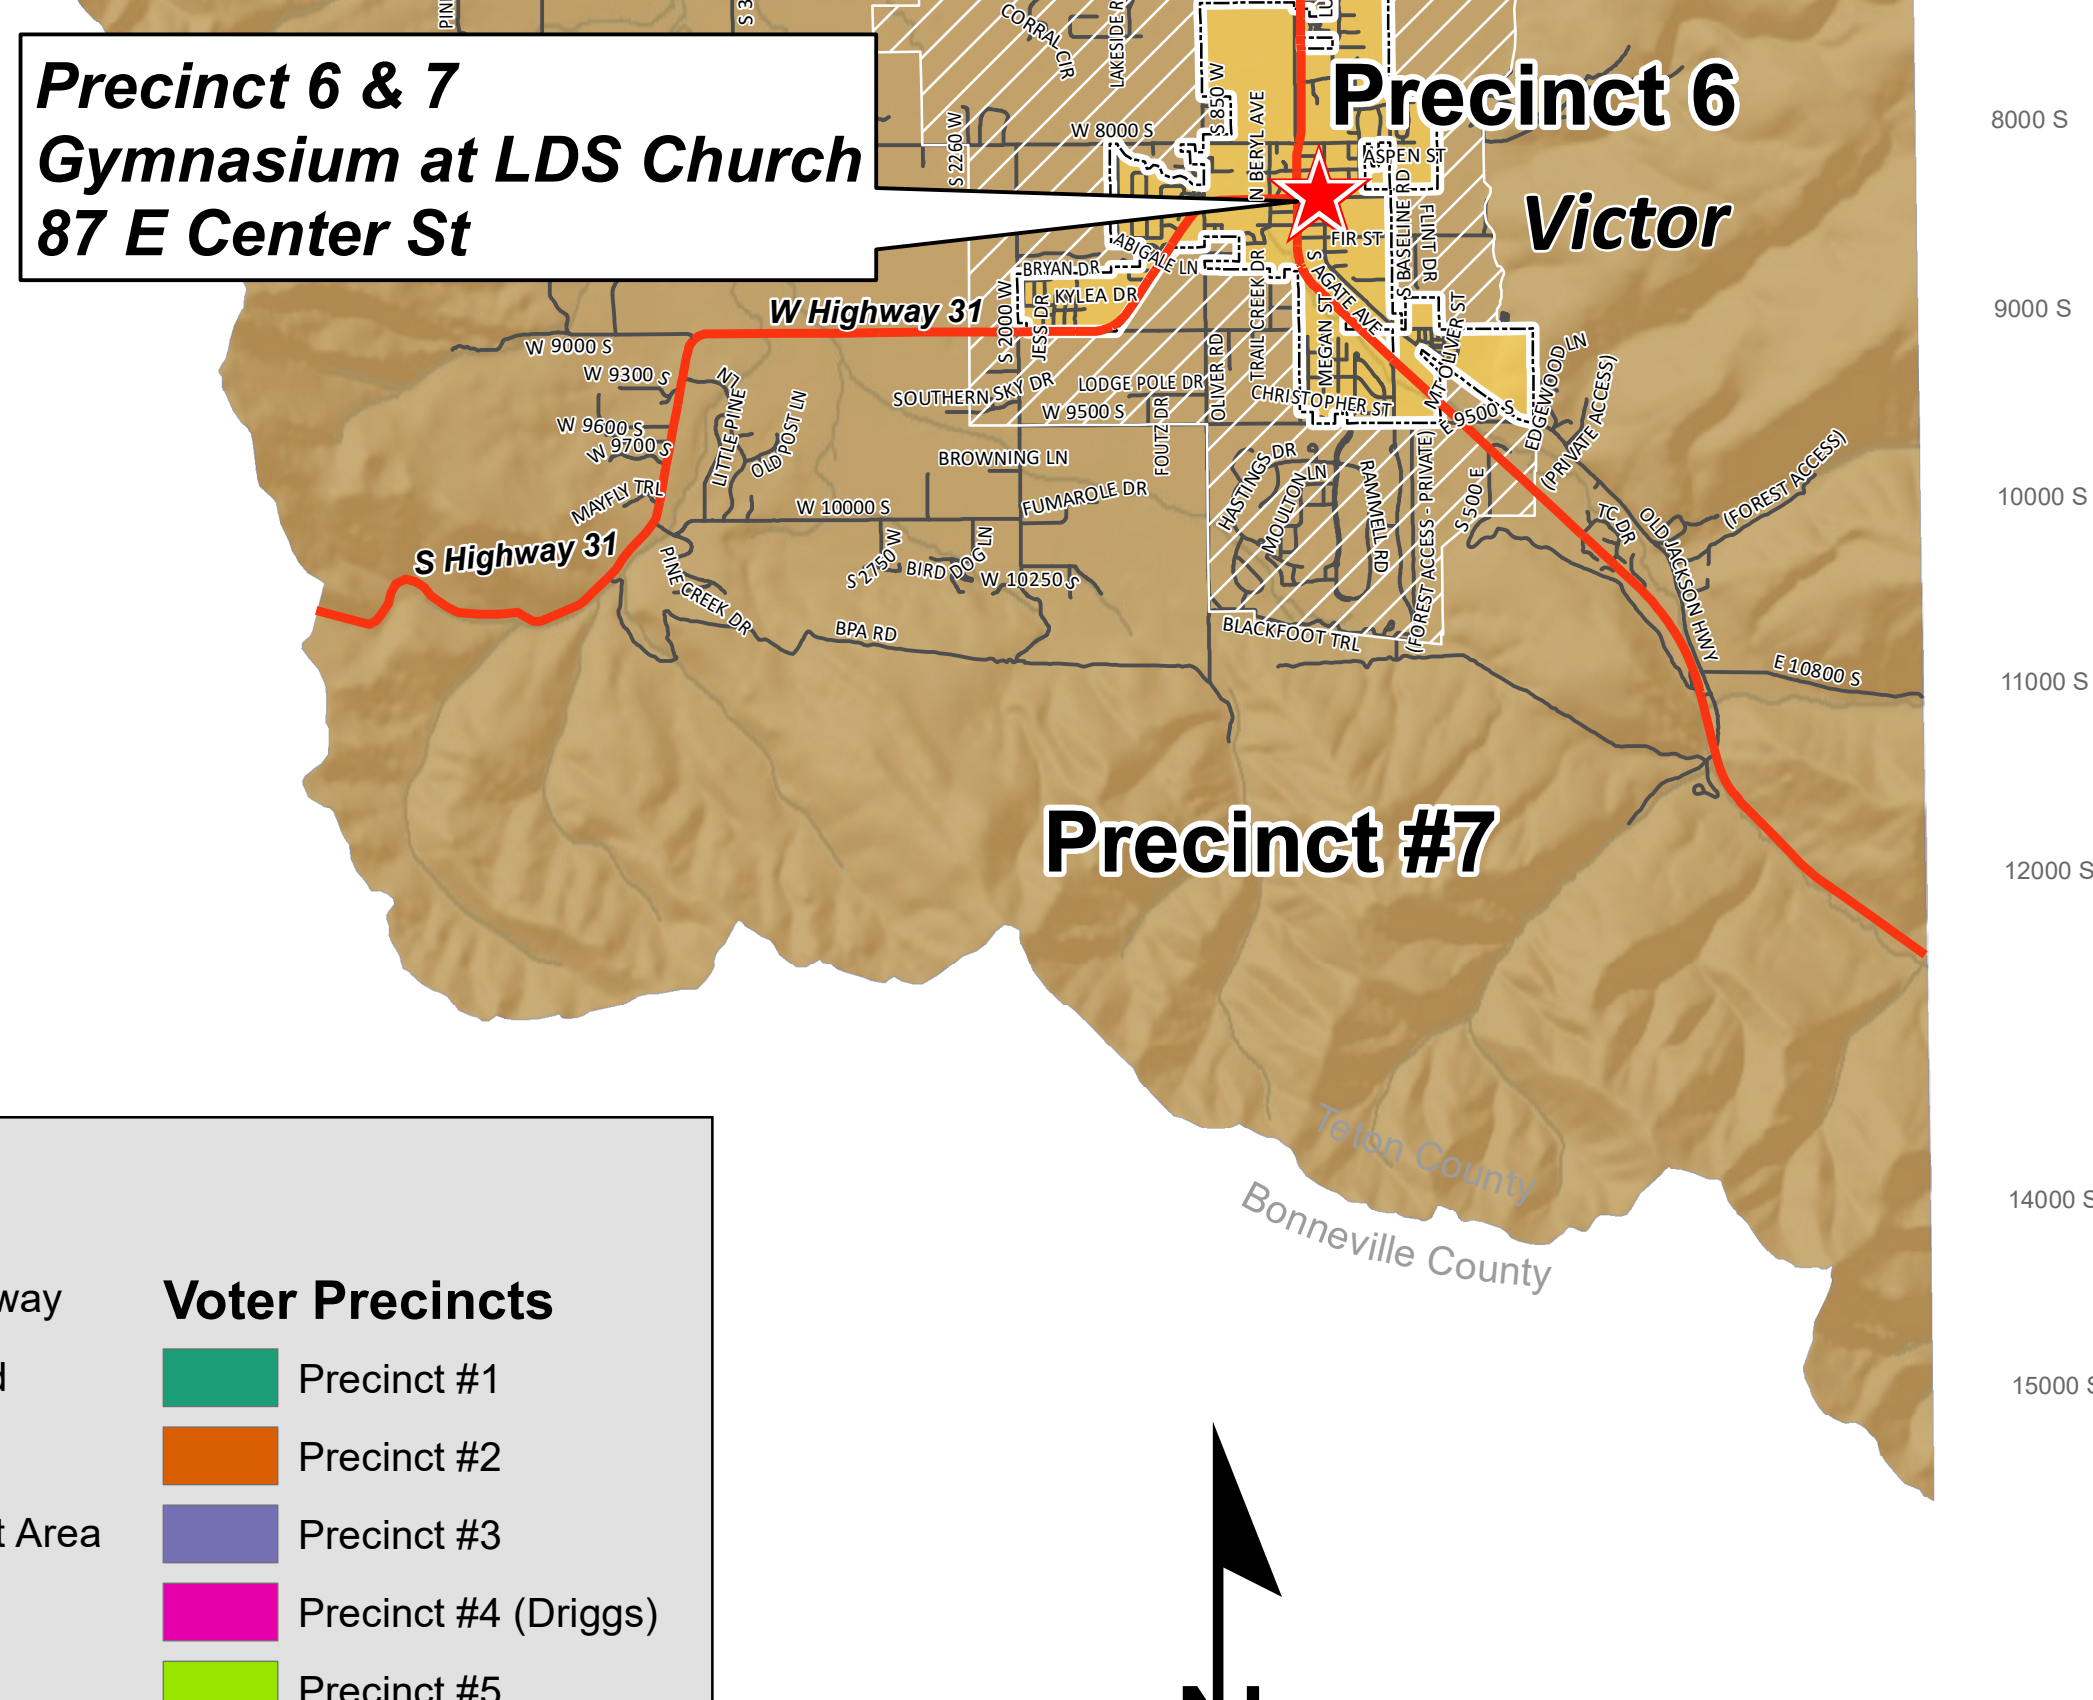 Precinct 6 & 7
Gymnasium at LDS Church
87 E Center St
CORRAL CIR
S 850 W
N BERYL AVE
W 8000 S
S 2260 W
Precinct 6
ASPEN ST
Victor
8000 S
FIR ST
FLINT DR
S BASELINE RD
ABIGALE LN
BRYAN DR
KYLEA DR
S 2000 W
JESS DR
TRAIL CREEK DR
S AGATE AVE
MEGAN ST
MT OLIVER ST
9000 S
W Highway 31
W 9000 S
W 9300 S
W 9600 S
W 9700 S
LITTLE PINE LN
OLD POST LN
SOUTHERN SKY DR
LODGE POLE DR
OLIVER RD
W 9500 S
CHRISTOPHER ST
E 9500 S
EDGEWOOD LN
(PRIVATE ACCESS)
FOUTZ DR
BROWNING LN
HASTINGS DR
MOULTON LN
RAMMELL RD
(FOREST ACCESS - PRIVATE)
S 500 E
(FOREST ACCESS)
10000 S
MAYFLY TRL
W 10000 S
FUMAROLE DR
TC DR
OLD JACKSON HWY
S Highway 31
S 2750 W
BIRD DOG LN
W 10250 S
PINE CREEK DR
BPA RD
BLACKFOOT TRL
E 10800 S
11000 S
Precinct #7
12000 S
Teton County
Bonneville County
14000 S
15000 S
way
Voter Precincts
Precinct #1
Precinct #2
t Area
Precinct #3
Precinct #4 (Driggs)
Precinct #5